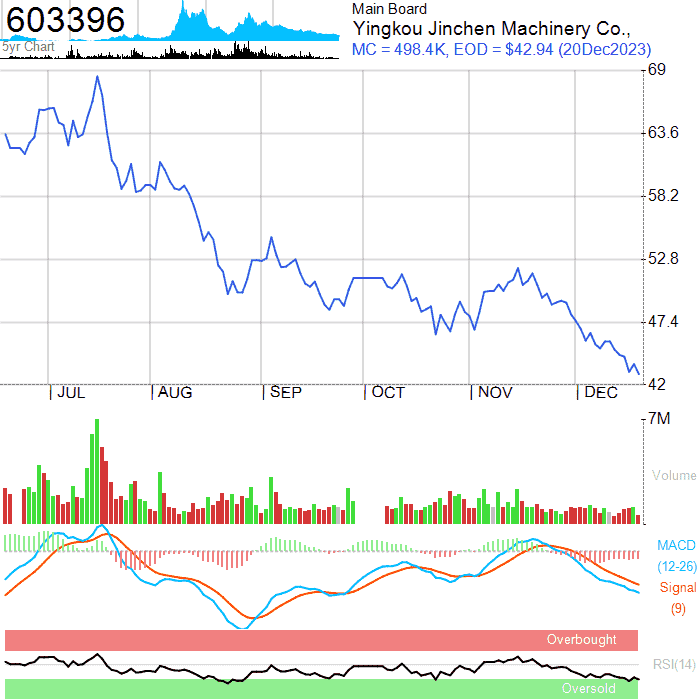 603396
5yr Chart
Main Board
Yingkou Jinchen Machinery Co.,
MC = 498.4K, EOD = $42.94 (20Dec2023)
69
63.6
58.2
52.8
47.4
42
JUL AUG SEP OCT NOV DEC
7M
Volume
MACD
(12-26)
Signal
(9)
Overbought
RSI(14)
Oversold